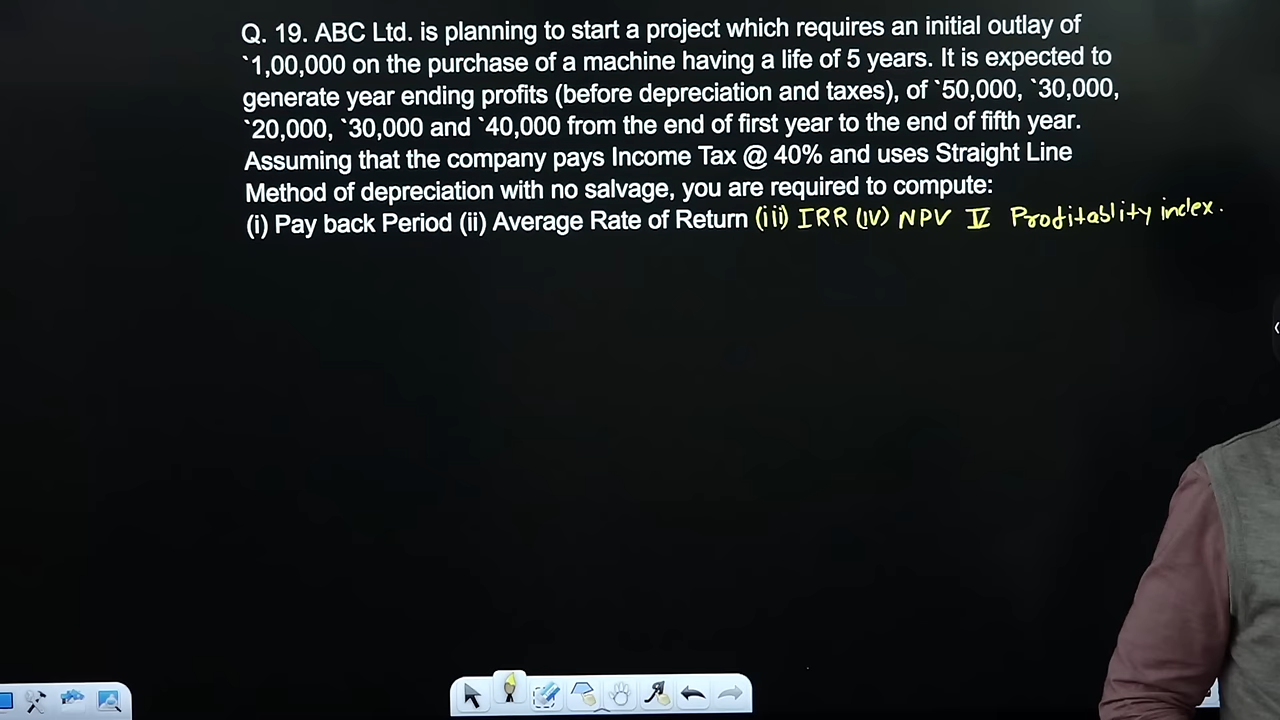 Q. 19. ABC Ltd. is planning to start a project which requires an initial outlay of
`1,00,000 on the purchase of a machine having a life of 5 years. It is expected to
generate year ending profits (before depreciation and taxes), of `50,000, `30,000,
`20,000, `30,000 and `40,000 from the end of first year to the end of fifth year.
Assuming that the company pays Income Tax @ 40% and uses Straight Line
Method of depreciation with no salvage, you are required to compute:
(i) Pay back Period (ii) Average Rate of Return (iii) IRR (IV) NPV V Profitablity index.